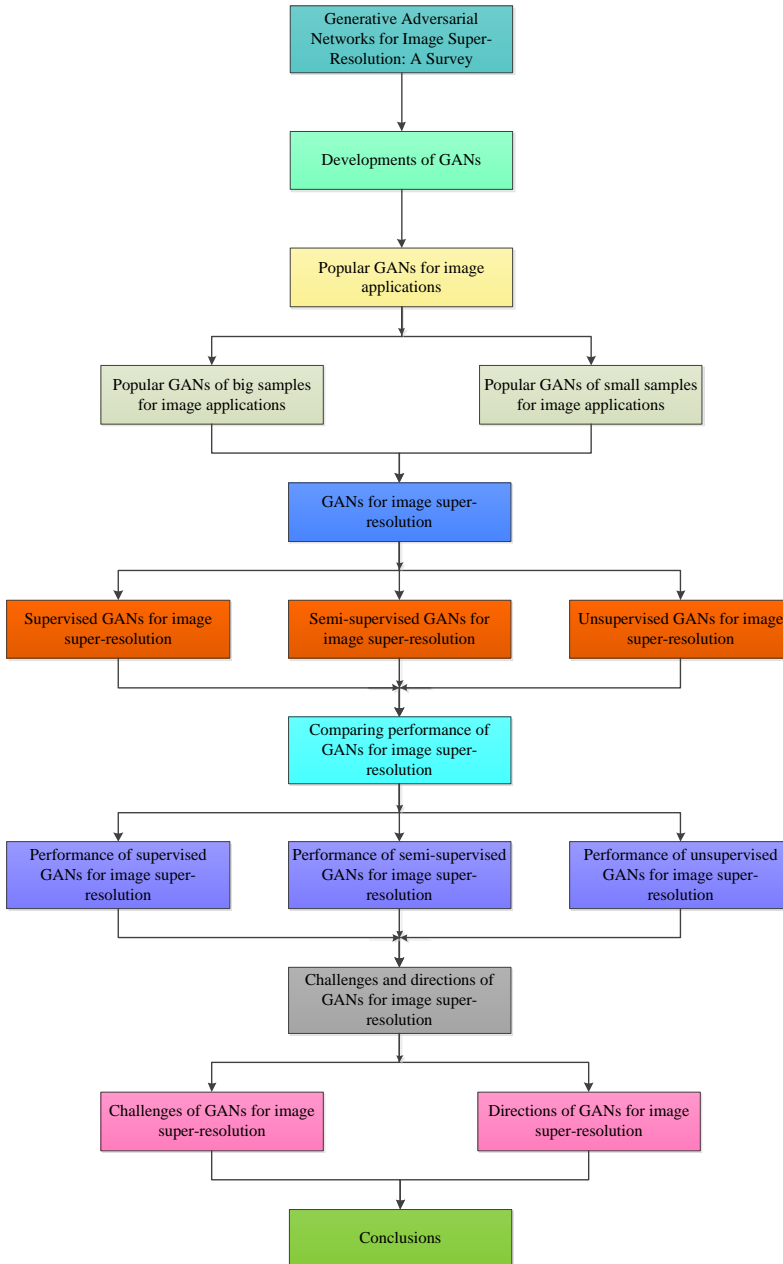 Generative Adversarial
Networks for Image Super-
Resolution: A Survey
Developments of GANs
Popular GANs for image
applications
Popular GANs of big samples
for image applications
Popular GANs of small samples
for image applications
GANs for image super-
resolution
Supervised GANs for image
super-resolution
Semi-supervised GANs for
image super-resolution
Unsupervised GANs for image
super-resolution
Comparing performance of
GANs for image super-
resolution
Performance of supervised
GANs for image super-
resolution
Performance of semi-supervised
GANs for image super-
resolution
Performance of unsupervised
GANs for image super-
resolution
Challenges and directions of
GANs for image super-
resolution
Challenges of GANs for image
super-resolution
Directions of GANs for image
super-resolution
Conclusions